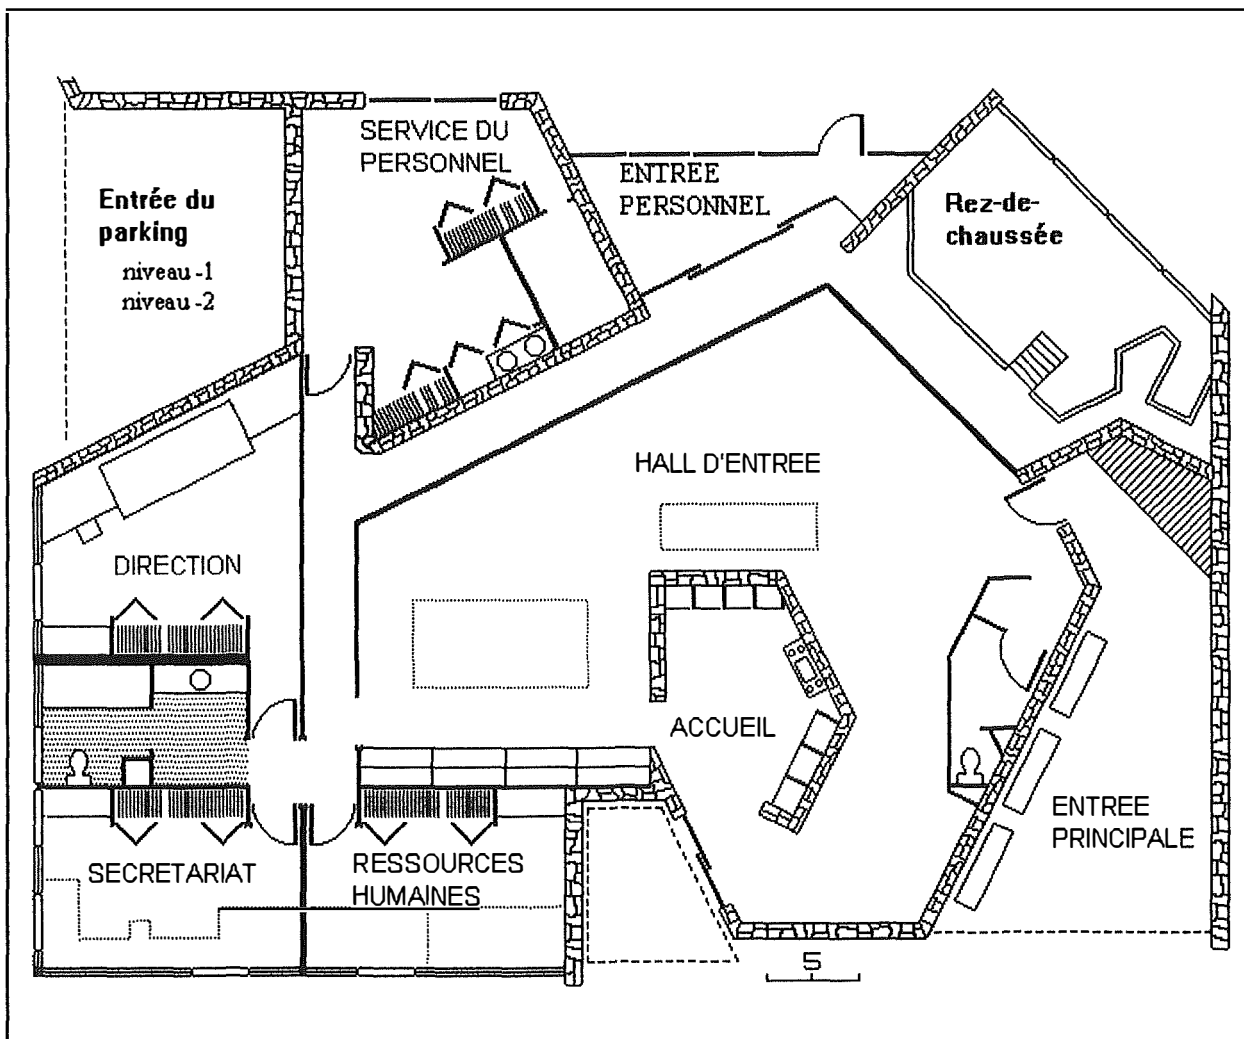 SERVICE DU
PERSONNEL
ENTREE
PERSONNEL
Entrée du
parking
niveau -1
niveau -2
Rez-de-
chaussée
HALL D'ENTREE
DIRECTION
ACCUEIL
ENTREE
PRINCIPALE
SECRETARIAT
RESSOURCES
HUMAINES
5